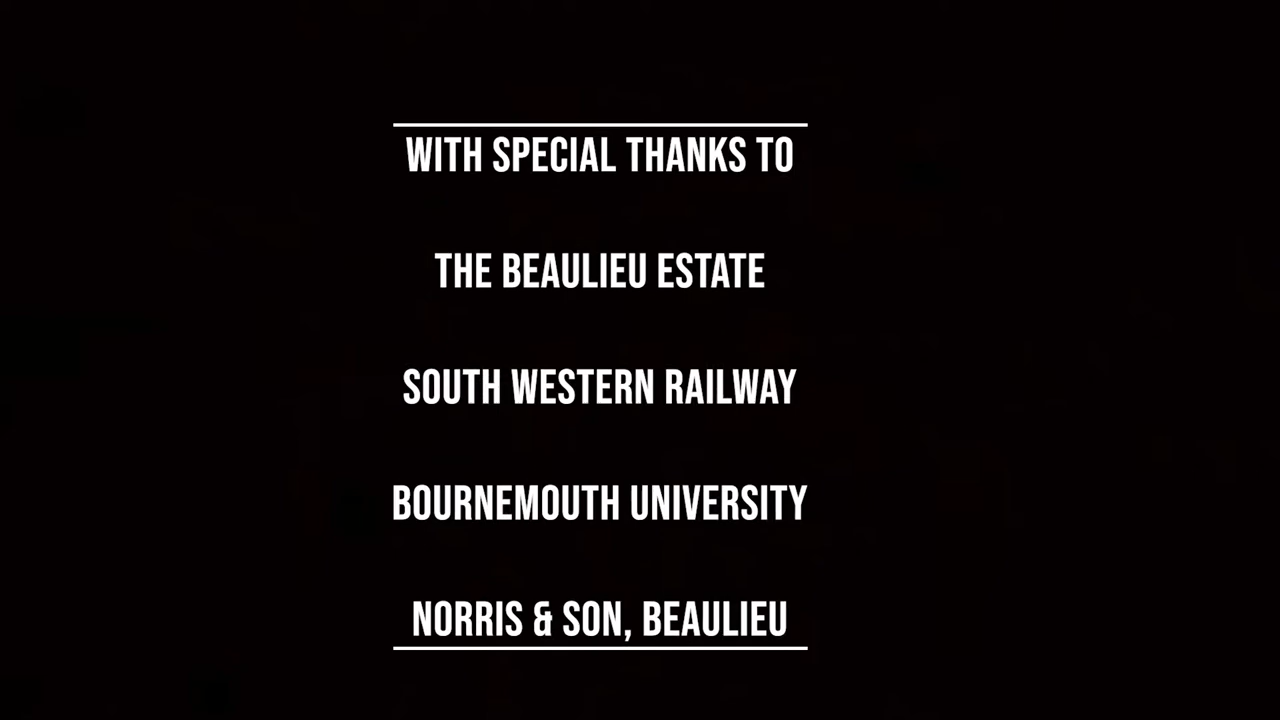 WITH SPECIAL THANKS TO
THE BEAULIEU ESTATE
SOUTH WESTERN RAILWAY
BOURNEMOUTH UNIVERSITY
NORRIS & SON, BEAULIEU